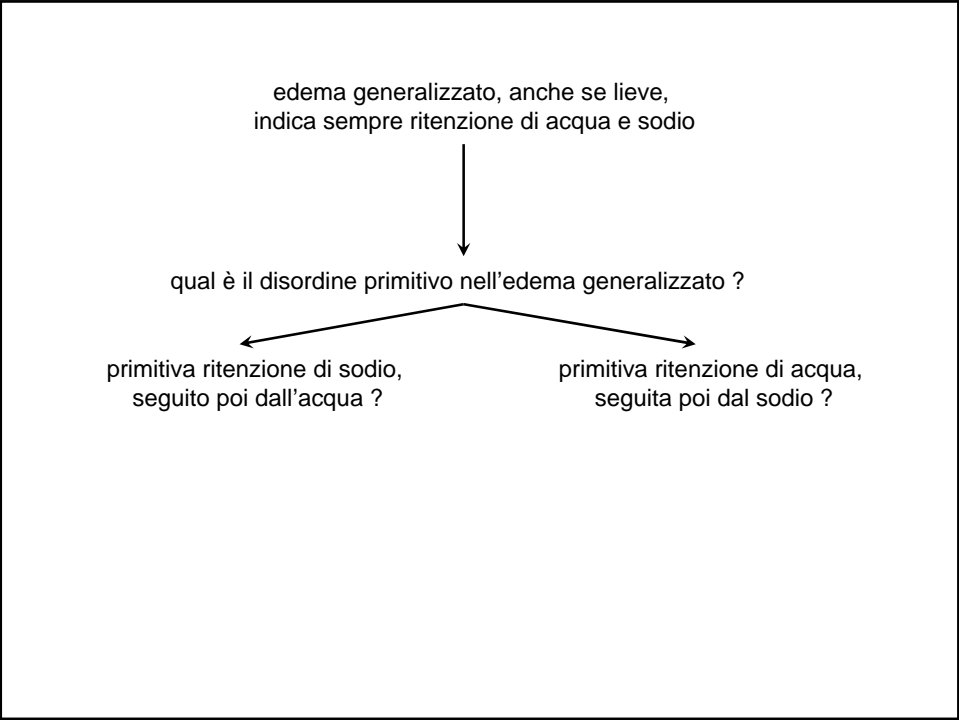 edema generalizzato, anche se lieve,
indica sempre ritenzione di acqua e sodio
qual è il disordine primitivo nell'edema generalizzato ?
primitiva ritenzione di sodio,
seguito poi dall'acqua ?
primitiva ritenzione di acqua,
seguita poi dal sodio ?